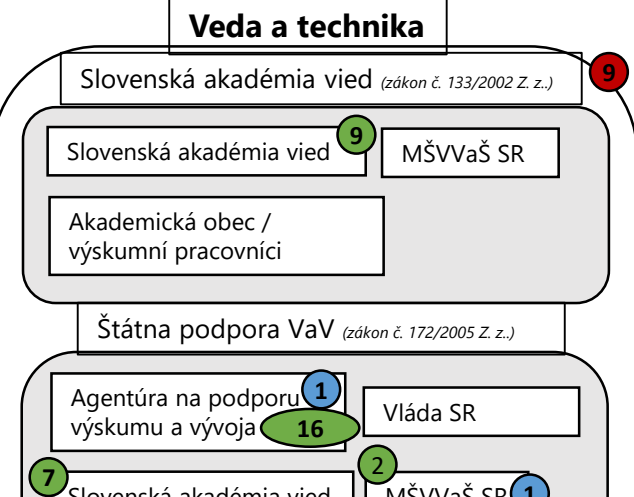 Veda a technika
Slovenská akadémia vied (zákon č. 133/2002 Z. z..)
9
Slovenská akadémia vied
9
MŠVVaŠ SR
Akademická obec /
výskumní pracovníci
Štátna podpora VaV (zákon č. 172/2005 Z. z..)
Agentúra na podporu
1
výskumu a vývoja
16
Vláda SR
7
Slovenská akadémia vied
2
MŠVVaŠ SR
1